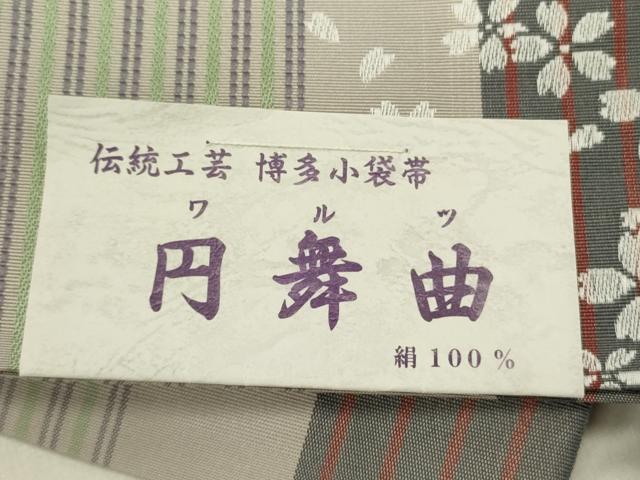 伝統工芸 博多小袋帯
ワルツ
円舞曲
絹100%